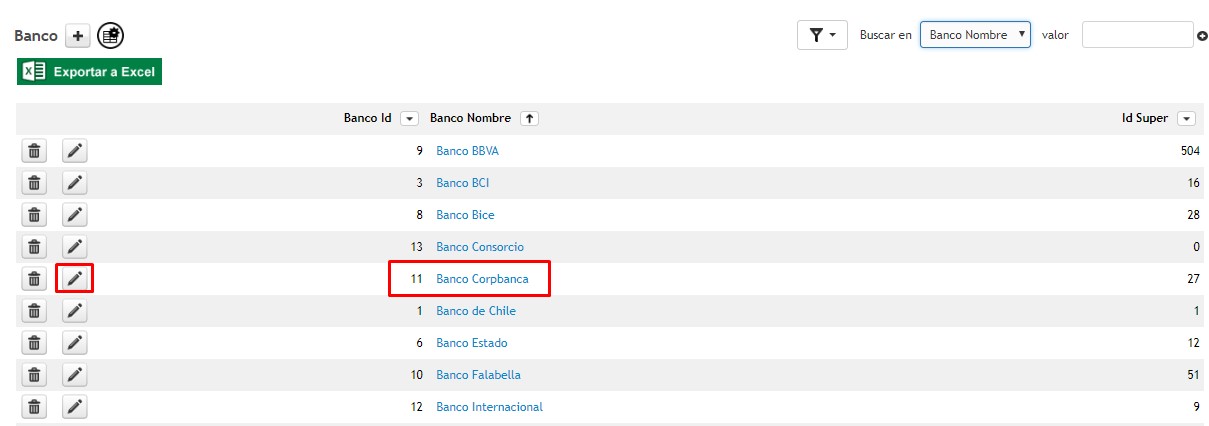 Banco + Buscar en Banco Nombre valor
Exportar a Excel
Banco Id Banco Nombre Id Super
9 Banco BBVA 504
3 Banco BCI 16
8 Banco Bice 28
13 Banco Consorcio 0
11 Banco Corpbanca 27
1 Banco de Chile 1
6 Banco Estado 12
10 Banco Falabella 51
12 Banco Internacional 9